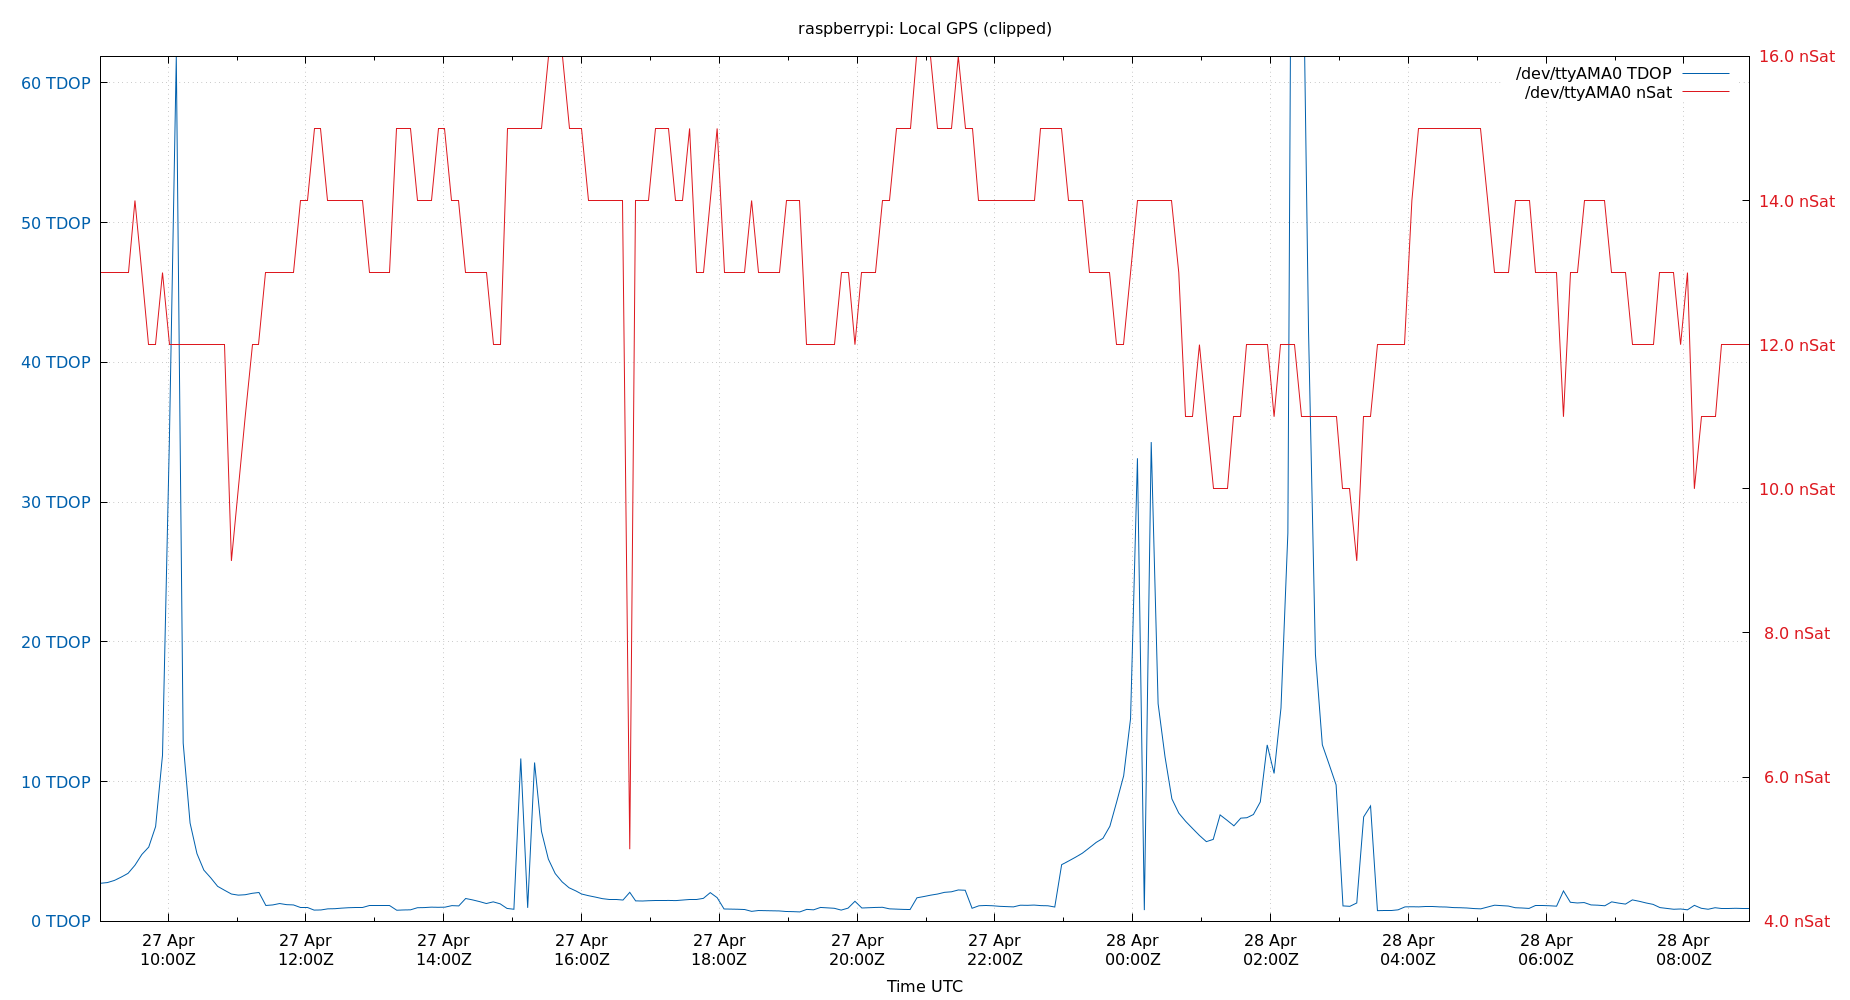 raspberrypi: Local GPS (clipped)
/dev/ttyAMA0 TDOP
/dev/ttyAMA0 nSat
60 TDOP
50 TDOP
40 TDOP
30 TDOP
20 TDOP
10 TDOP
0 TDOP
16.0 nSat
14.0 nSat
12.0 nSat
10.0 nSat
8.0 nSat
6.0 nSat
4.0 nSat
27 Apr
10:00Z
27 Apr
12:00Z
27 Apr
14:00Z
27 Apr
16:00Z
27 Apr
18:00Z
27 Apr
20:00Z
27 Apr
22:00Z
28 Apr
00:00Z
28 Apr
02:00Z
28 Apr
04:00Z
28 Apr
06:00Z
28 Apr
08:00Z
Time UTC